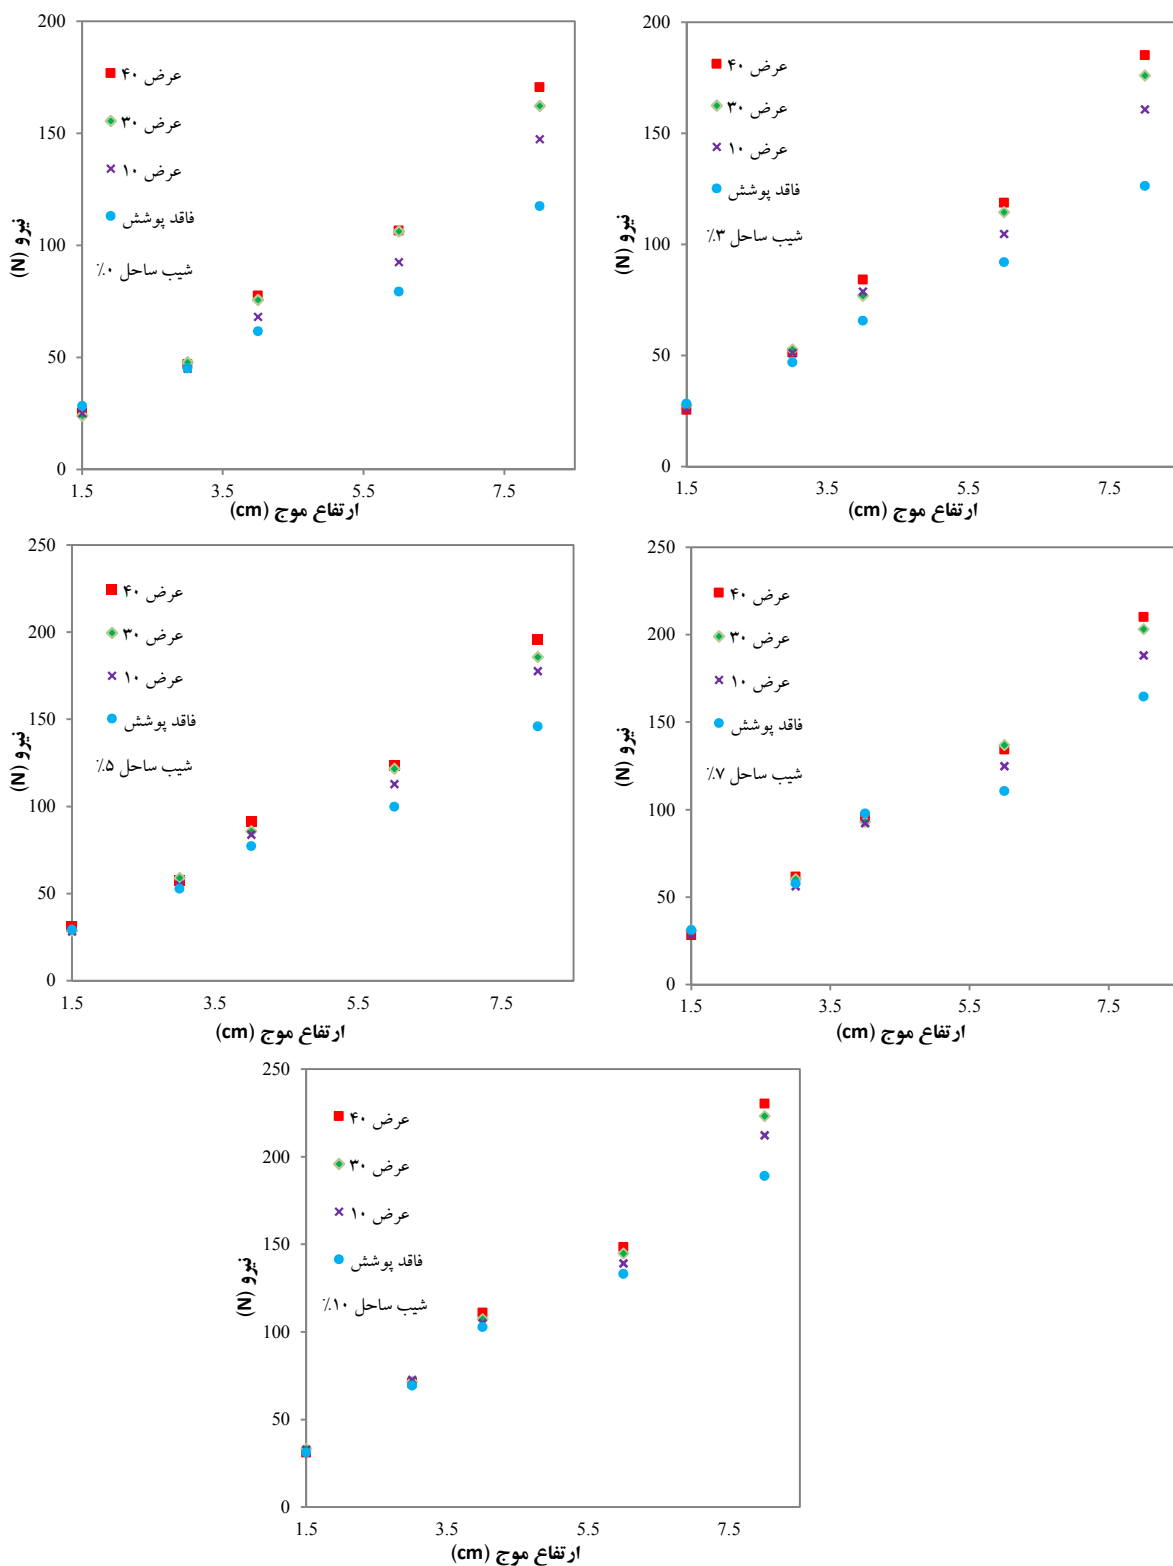 200
150
100
50
0
1.5
3.5
5.5
7.5
نیرو (N)
ارتفاع موج (cm)
عرض ۴۰
عرض ۳۰
عرض ۱۰
فاقد پوشش
شیب ساحل ۰٪
200
150
100
50
0
1.5
3.5
5.5
7.5
نیرو (N)
ارتفاع موج (cm)
عرض ۴۰
عرض ۳۰
عرض ۱۰
فاقد پوشش
شیب ساحل ۳٪
250
200
150
100
50
0
1.5
3.5
5.5
7.5
نیرو (N)
ارتفاع موج (cm)
عرض ۴۰
عرض ۳۰
عرض ۱۰
فاقد پوشش
شیب ساحل ۵٪
250
200
150
100
50
0
1.5
3.5
5.5
7.5
نیرو (N)
ارتفاع موج (cm)
عرض ۴۰
عرض ۳۰
عرض ۱۰
فاقد پوشش
شیب ساحل ۷٪
250
200
150
100
50
0
1.5
3.5
5.5
7.5
نیرو (N)
ارتفاع موج (cm)
عرض ۴۰
عرض ۳۰
عرض ۱۰
فاقد پوشش
شیب ساحل ۱۰٪